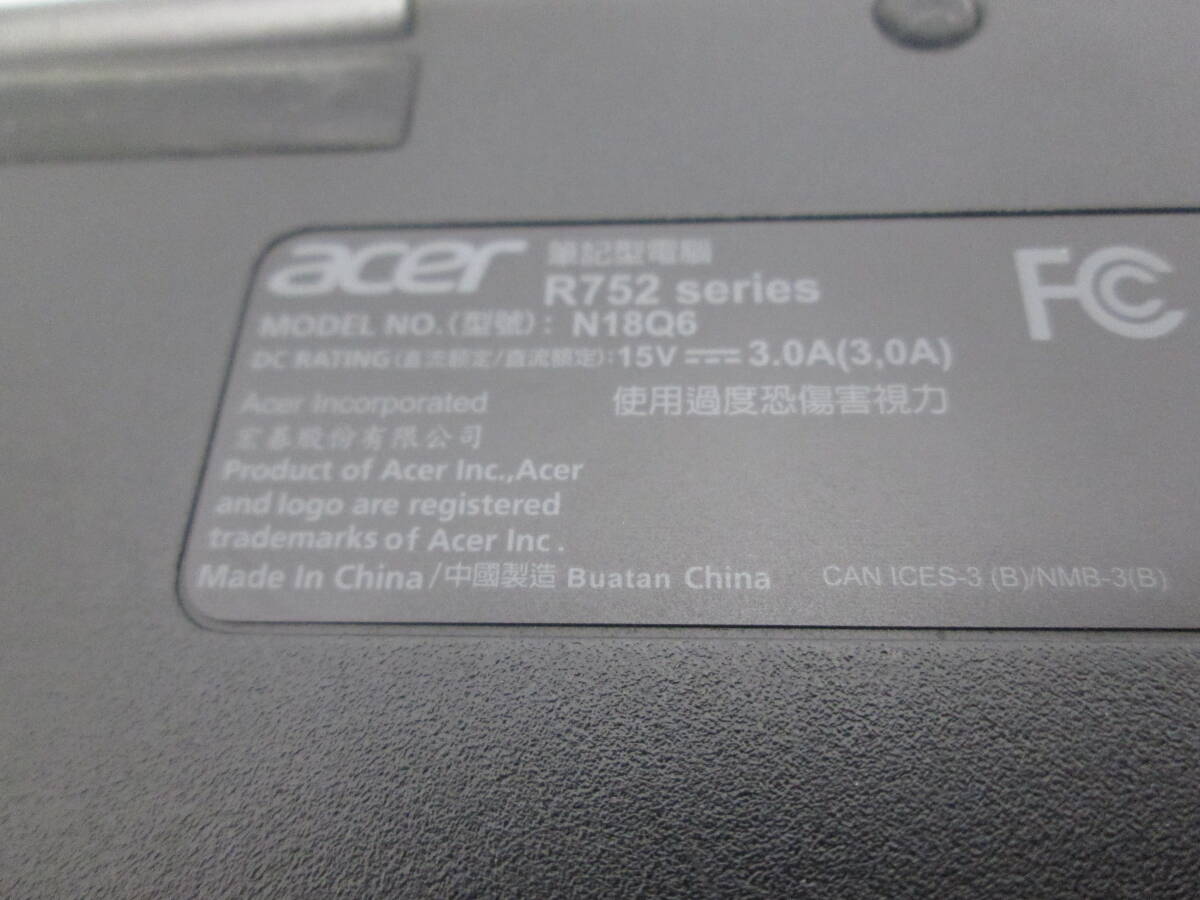 acer 筆記型電腦
R752 series
MODEL NO.(型號): N18Q6
DC RATING(直流額定/直流額定):15V ⎓ 3.0A(3,0A)
Acer Incorporated 使用過度恐傷害視力
宏碁股份有限公司
Product of Acer Inc.,Acer
and logo are registered
trademarks of Acer Inc.
Made In China/中國製造 Buatan China CAN ICES-3 (B)/NMB-3(B)
FC